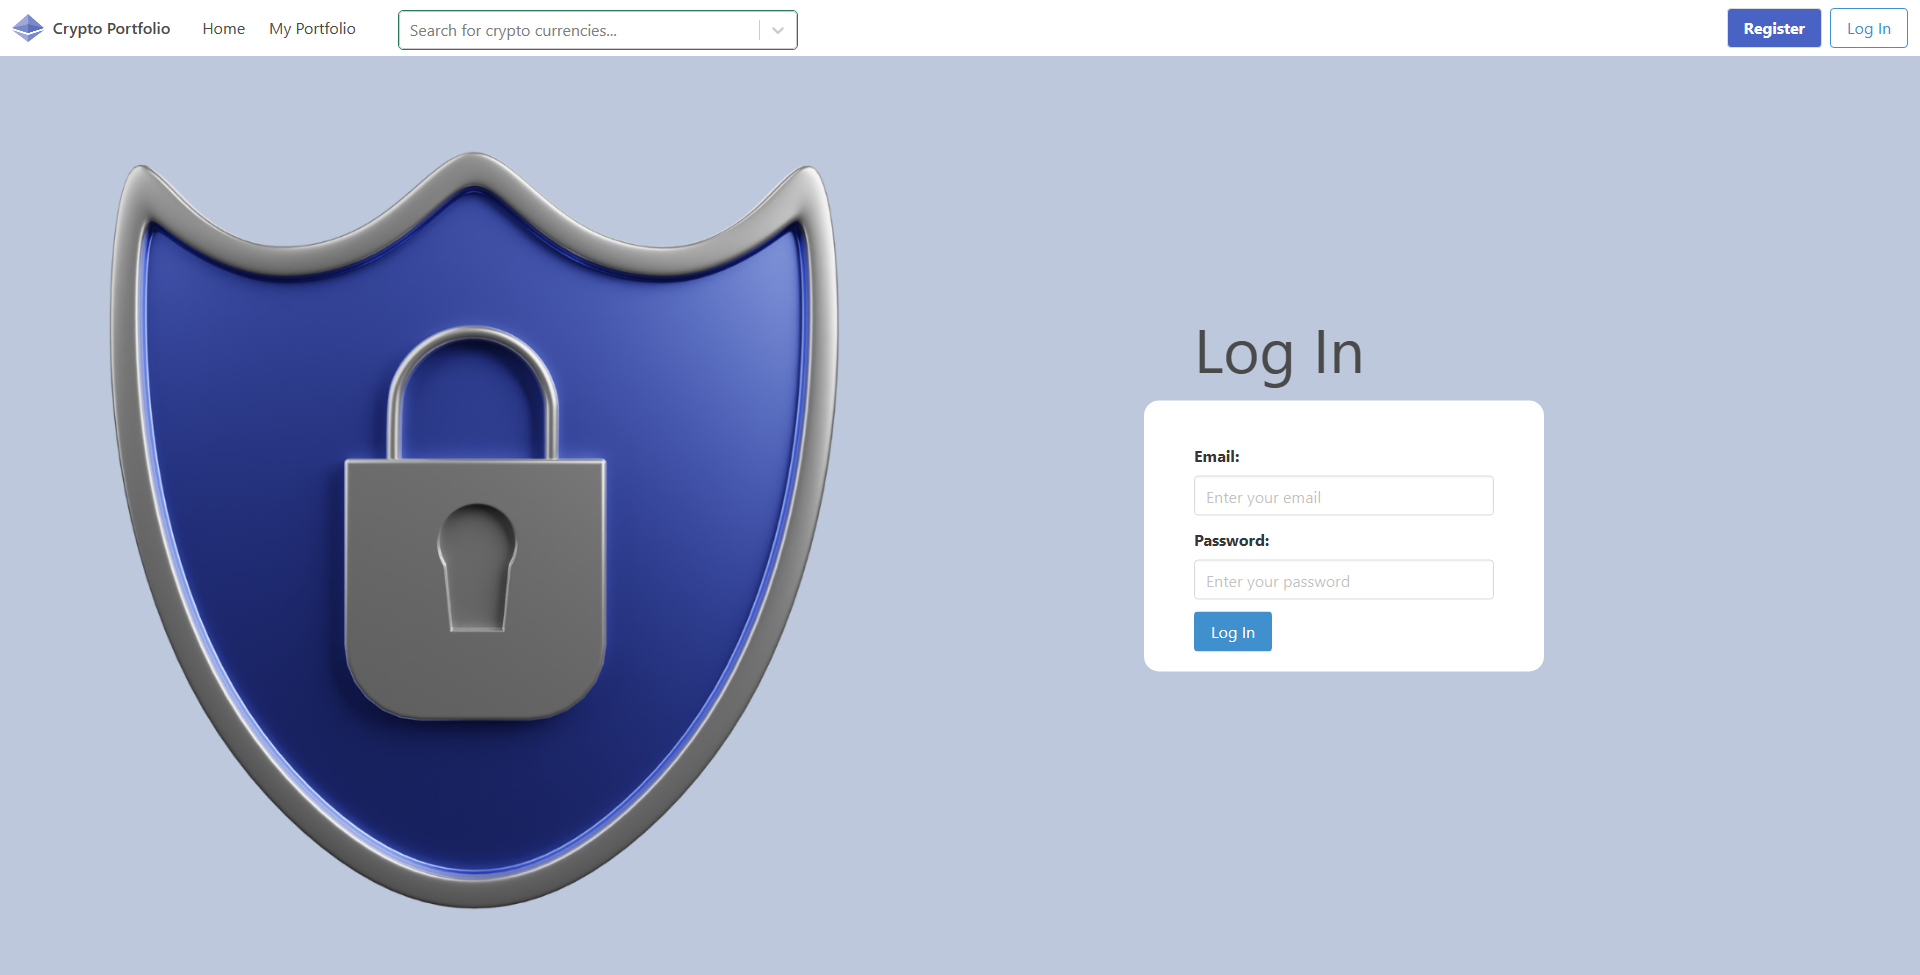 Crypto Portfolio Home My Portfolio Search for crypto currencies... Register Log In
Log In
Email:
Enter your email
Password:
Enter your password
Log In